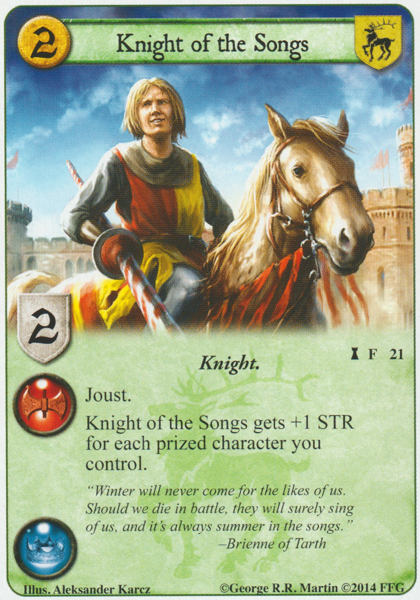 2
Knight of the Songs
2
Knight.
F 21
Joust.
Knight of the Songs gets +1 STR
for each prized character you
control.
“Winter will never come for the likes of us.
Should we die in battle, they will surely sing
of us, and it’s always summer in the songs.”
–Brienne of Tarth
Illus. Aleksander Karcz
©George R.R. Martin ©2014 FFG